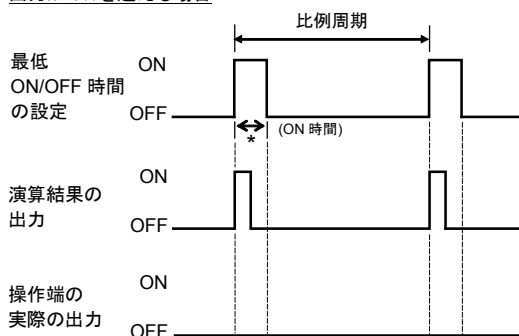 比例周期
最低
ON/OFF 時間
の設定
ON
OFF
(ON 時間)
*
演算結果の
出力
ON
OFF
操作端の
実際の出力
ON
OFF